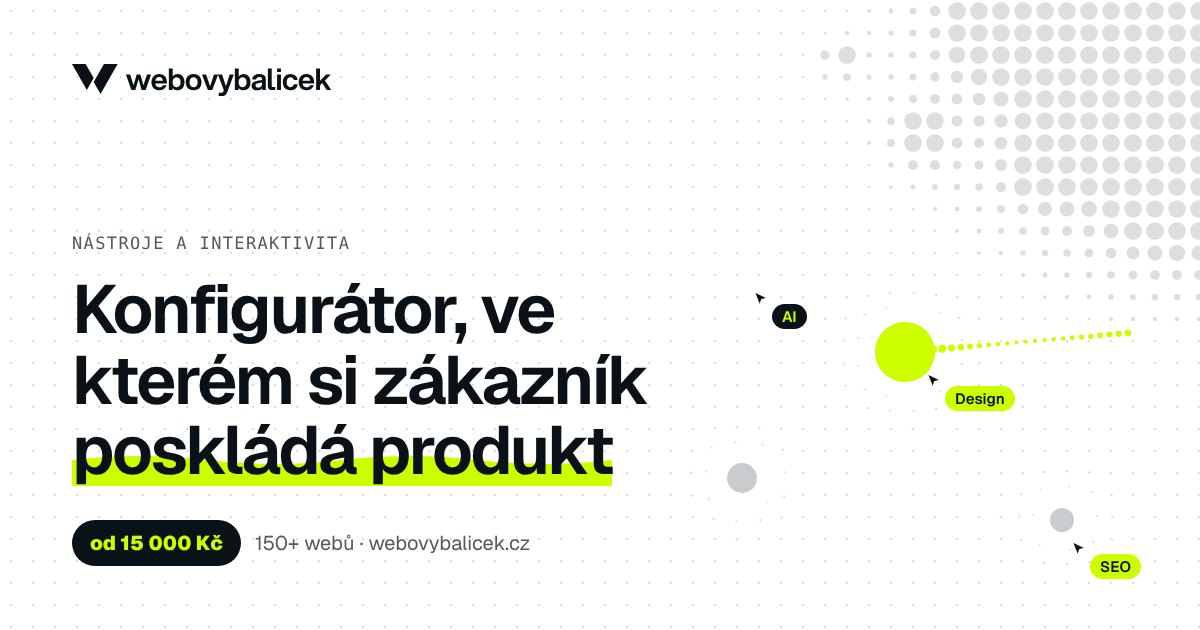 webovybalicek
NÁSTROJE A INTERAKTIVITA
Konfigurátor, ve
kterém si zákazník
poskládá produkt
od 15 000 Kč
150+ webů · webovybalicek.cz
AI
Design
SEO